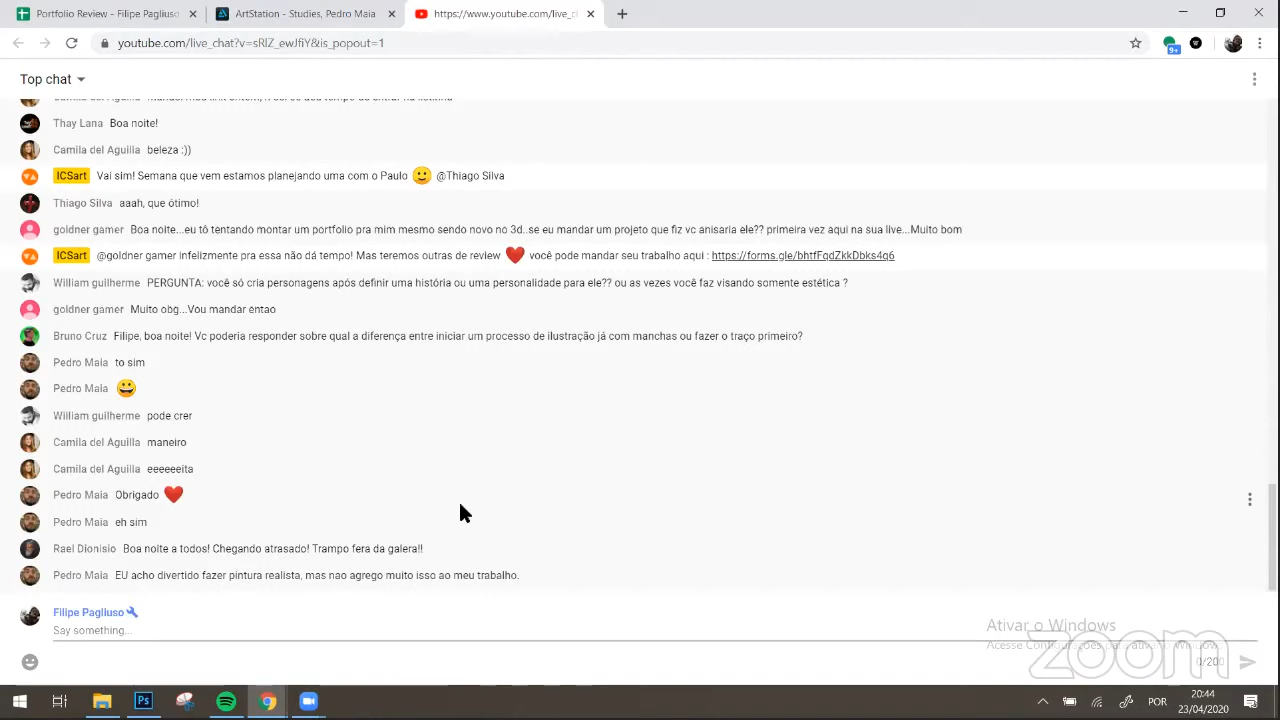 Portfolio Review - Filipe Pagliuso
ArtStation - Studies, Pedro Maia
https://www.youtube.com/live_c
youtube.com/live_chat?v=sRlZ_ewJfiY&is_popout=1
9+
Top chat
Thay Lana Boa noite!
Camila del Aguilla beleza :))
ICSart Vai sim! Semana que vem estamos planejando uma com o Paulo 🙂 @Thiago Silva
Thiago Silva aaah, que ótimo!
goldner gamer Boa noite...eu tô tentando montar um portfolio pra mim mesmo sendo novo no 3d..se eu mandar um projeto que fiz vc anisaria ele?? primeira vez aqui na sua live...Muito bom
ICSart @goldner gamer infelizmente pra essa não dá tempo! Mas teremos outras de review ❤️ você pode mandar seu trabalho aqui : https://forms.gle/bhtfFqdZkkDbks4q6
William guilherme PERGUNTA: você só cria personagens após definir uma história ou uma personalidade para ele?? ou as vezes você faz visando somente estética ?
goldner gamer Muito obg...Vou mandar entao
Bruno Cruz Filipe, boa noite! Vc poderia responder sobre qual a diferença entre iniciar um processo de ilustração já com manchas ou fazer o traço primeiro?
Pedro Maia to sim
Pedro Maia 😀
William guilherme pode crer
Camila del Aguilla maneiro
Camila del Aguilla eeeeeeita
Pedro Maia Obrigado ❤️
Pedro Maia eh sim
Rael Dionisio Boa noite a todos! Chegando atrasado! Trampo fera da galera!!
Pedro Maia EU acho divertido fazer pintura realista, mas nao agrego muito isso ao meu trabalho.
Filipe Pagliuso
Say something...
Ativar o Windows
Acesse Configurações para ativar o Windows.
zoom
0/200
POR
20:44
23/04/2020